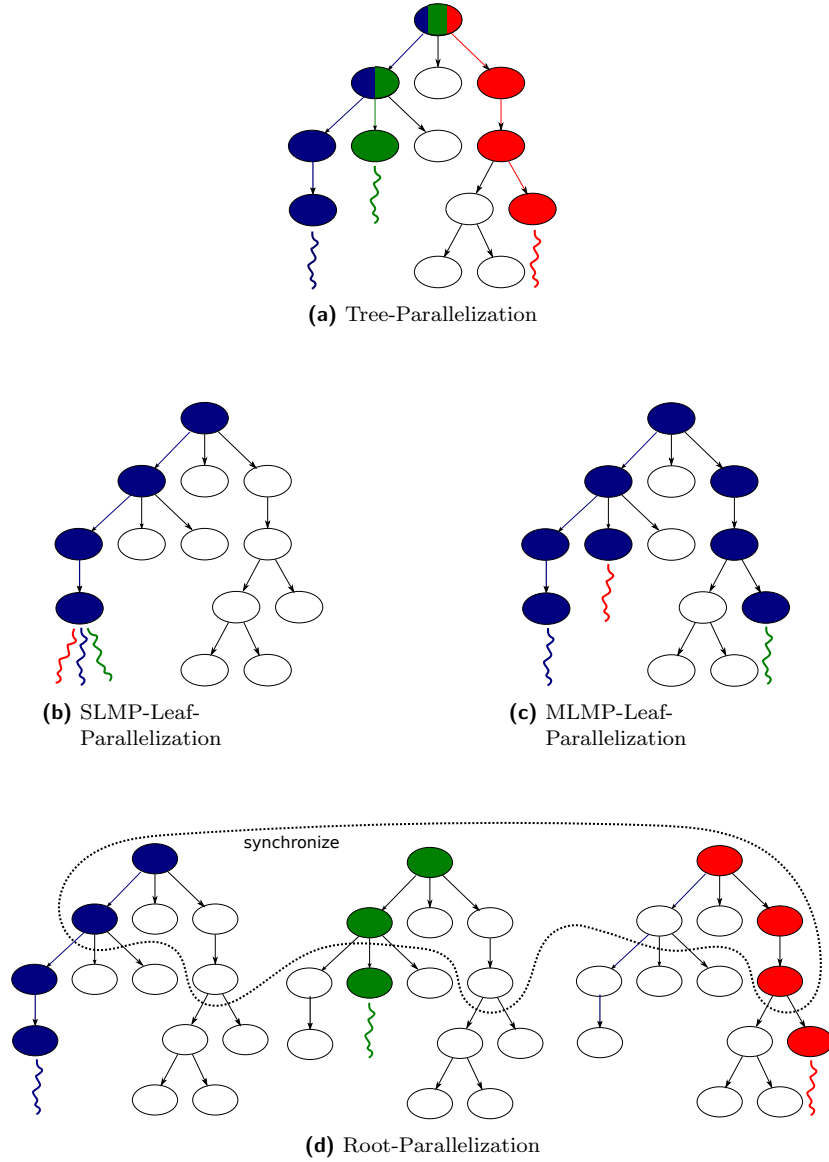 (a) Tree-Parallelization
(b) SLMP-Leaf-
Parallelization
(c) MLMP-Leaf-
Parallelization
synchronize
(d) Root-Parallelization